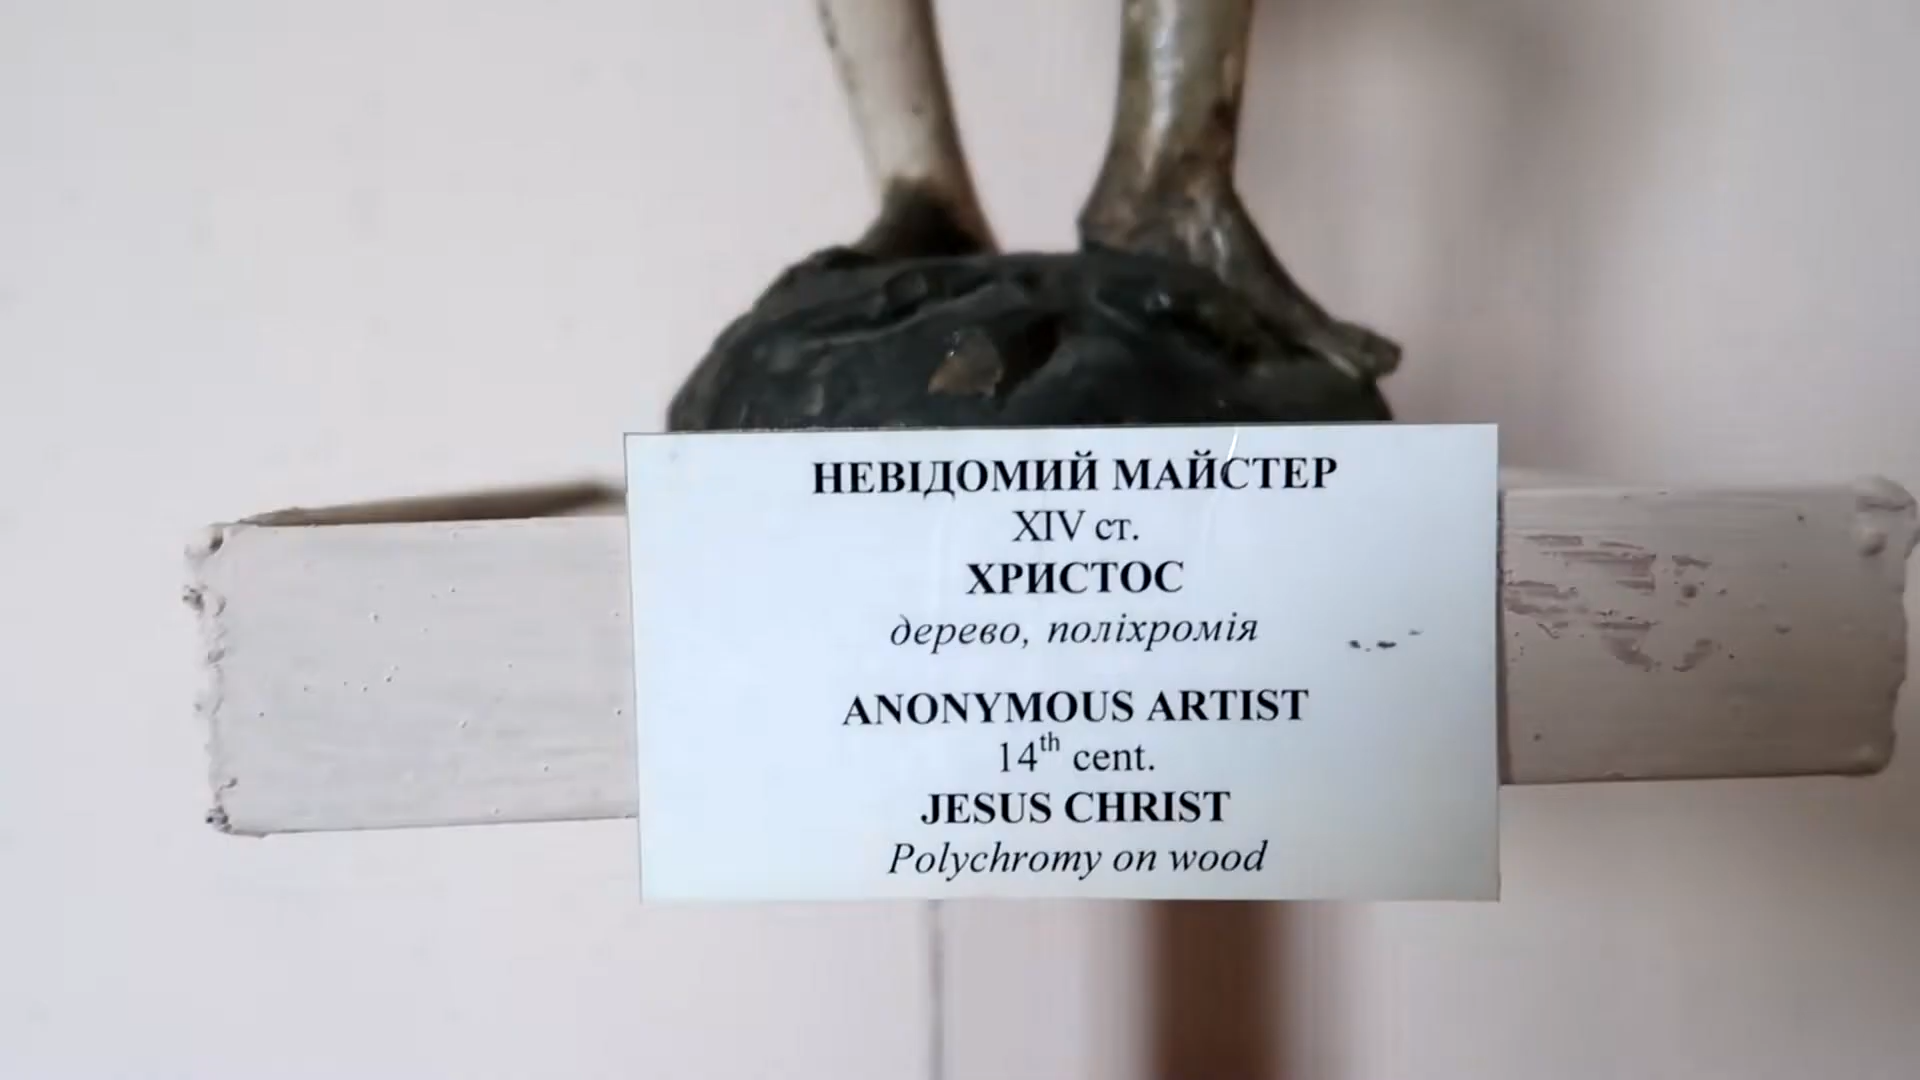 НЕВІДОМИЙ МАЙСТЕР
XIV ст.
ХРИСТОС
дерево, поліхромія
ANONYMOUS ARTIST
14th cent.
JESUS CHRIST
Polychromy on wood